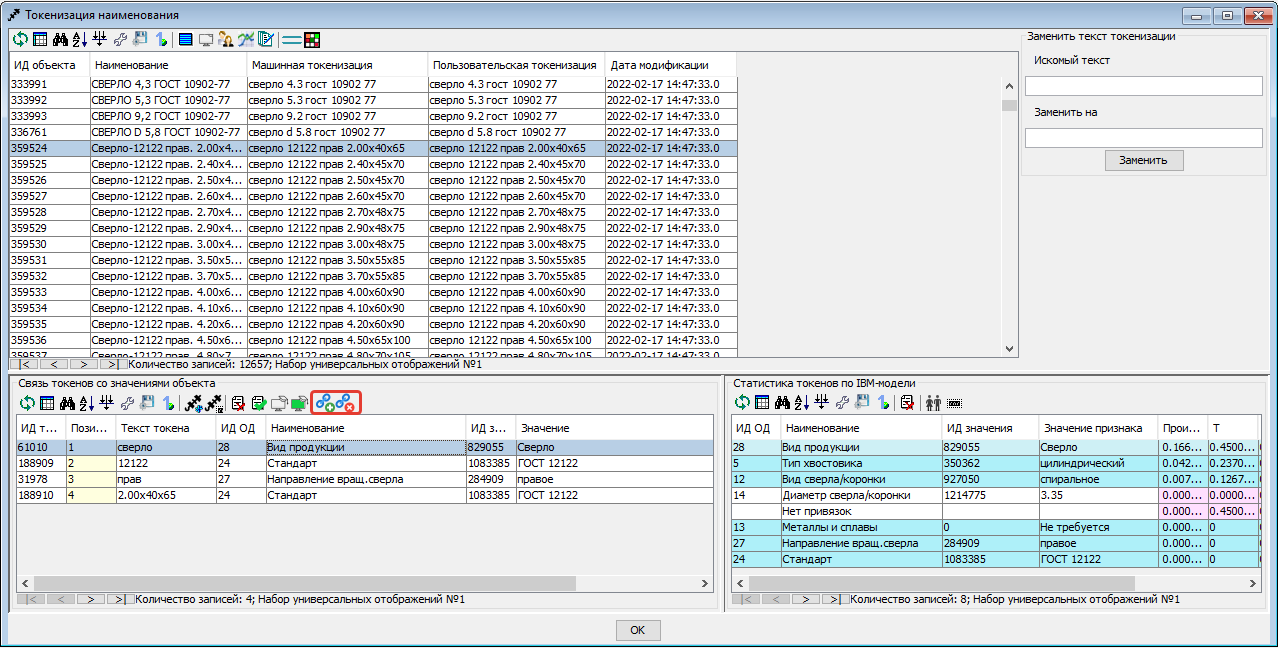 Токенизация наименования
ИД объекта Наименование Машинная токенизация Пользовательская токенизация Дата модификации
333991 СВЕРЛО 4,3 ГОСТ 10902-77 сверло 4.3 гост 10902 77 сверло 4.3 гост 10902 77 2022-02-17 14:47:33.0
333992 СВЕРЛО 5,3 ГОСТ 10902-77 сверло 5.3 гост 10902 77 сверло 5.3 гост 10902 77 2022-02-17 14:47:33.0
333993 СВЕРЛО 9,2 ГОСТ 10902-77 сверло 9.2 гост 10902 77 сверло 9.2 гост 10902 77 2022-02-17 14:47:33.0
336761 СВЕРЛО D 5,8 ГОСТ 10902-77 сверло d 5.8 гост 10902 77 сверло d 5.8 гост 10902 77 2022-02-17 14:47:33.0
359524 Сверло-12122 прав. 2.00x4... сверло 12122 прав 2.00x40x65 сверло 12122 прав 2.00x40x65 2022-02-17 14:47:33.0
359525 Сверло-12122 прав. 2.40x4... сверло 12122 прав 2.40x45x70 сверло 12122 прав 2.40x45x70 2022-02-17 14:47:33.0
359526 Сверло-12122 прав. 2.50x4... сверло 12122 прав 2.50x45x70 сверло 12122 прав 2.50x45x70 2022-02-17 14:47:33.0
359527 Сверло-12122 прав. 2.60x4... сверло 12122 прав 2.60x45x70 сверло 12122 прав 2.60x45x70 2022-02-17 14:47:33.0
359528 Сверло-12122 прав. 2.70x4... сверло 12122 прав 2.70x48x75 сверло 12122 прав 2.70x48x75 2022-02-17 14:47:33.0
359529 Сверло-12122 прав. 2.90x4... сверло 12122 прав 2.90x48x75 сверло 12122 прав 2.90x48x75 2022-02-17 14:47:33.0
359530 Сверло-12122 прав. 3.00x4... сверло 12122 прав 3.00x48x75 сверло 12122 прав 3.00x48x75 2022-02-17 14:47:33.0
359531 Сверло-12122 прав. 3.50x5... сверло 12122 прав 3.50x55x85 сверло 12122 прав 3.50x55x85 2022-02-17 14:47:33.0
359532 Сверло-12122 прав. 3.70x5... сверло 12122 прав 3.70x55x85 сверло 12122 прав 3.70x55x85 2022-02-17 14:47:33.0
359533 Сверло-12122 прав. 4.00x6... сверло 12122 прав 4.00x60x90 сверло 12122 прав 4.00x60x90 2022-02-17 14:47:33.0
359534 Сверло-12122 прав. 4.10x6... сверло 12122 прав 4.10x60x90 сверло 12122 прав 4.10x60x90 2022-02-17 14:47:33.0
359535 Сверло-12122 прав. 4.20x6... сверло 12122 прав 4.20x60x90 сверло 12122 прав 4.20x60x90 2022-02-17 14:47:33.0
359536 Сверло-12122 прав. 4.50x6... сверло 12122 прав 4.50x65x100 сверло 12122 прав 4.50x65x100 2022-02-17 14:47:33.0
359537 Сверло-12122 прав. 4.80x7... сверло 12122 прав 4.80x70x105 сверло 12122 прав 4.80x70x105 2022-02-17 14:47:33.0
Количество записей: 12657; Набор универсальных отображений №1
Заменить текст токенизации
Искомый текст
Заменить на
Заменить
Связь токенов со значениями объекта
ИД т... Пози... Текст токена ИД ОД Наименование ИД з... Значение
61010 1 сверло 28 Вид продукции 829055 Сверло
188909 2 12122 24 Стандарт 1083385 ГОСТ 12122
31978 3 прав 27 Направление вращ.сверла 284909 правое
188910 4 2.00x40x65 24 Стандарт 1083385 ГОСТ 12122
Количество записей: 4; Набор универсальных отображений №1
Статистика токенов по IBM-модели
ИД ОД Наименование ИД значения Значение признака Прои... T
28 Вид продукции 829055 Сверло 0.166... 0.4500...
5 Тип хвостовика 350362 цилиндрический 0.042... 0.2370...
12 Вид сверла/коронки 927050 спиральное 0.007... 0.1267...
14 Диаметр сверла/коронки 1214775 3.35 0.000... 0.0000...
Нет привязок 0.000... 0.4500...
13 Металлы и сплавы 0 Не требуется 0.000... 0
27 Направление вращ.сверла 284909 правое 0.000... 0
24 Стандарт 1083385 ГОСТ 12122 0.000... 0
Количество записей: 8; Набор универсальных отображений №1
OK